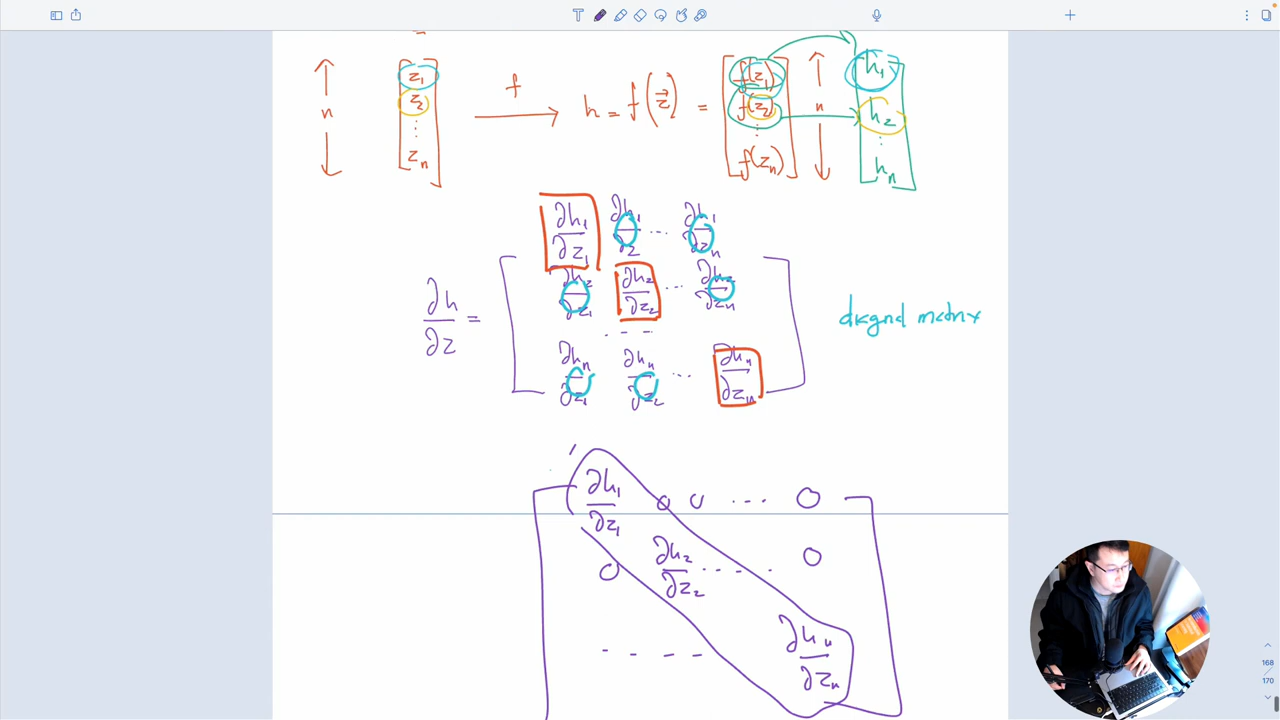 ↑ n ↓ [z₁ z₂ ⋮ zₙ] f → h = f(z⃗) = [f(z₁) f(z₂) ⋮ f(zₙ)] ↑ n ↓ [h₁ h₂ ⋮ hₙ]
∂h₁/∂z₁ ∂h₁/∂2 ... ∂h₁/∂zₙ
∂h/∂z = [∂h₂/∂z₁ ∂h₂/∂z₂ ... ∂h₂/∂zₙ] diagnal matrix
- - - -
∂hₙ/∂z₁ ∂hₙ/∂z₂ ... ∂hₙ/∂zₙ
∂h₁/∂z₁ 0 0 ... 0
0 ∂h₂/∂z₂ ..... 0
- - - - ∂hₙ/∂zₙ
168
170